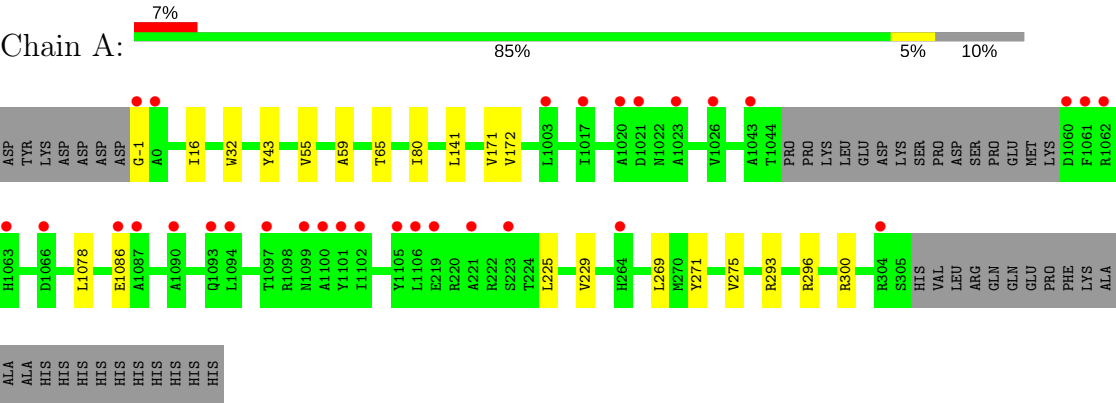 7%
Chain A:
85% 5% 10%
ASP TYR LYS ASP ASP ASP ASP G-1 A0 I16 W32 Y43 V55 A59 T65 I80 L141 V171 V172 L1003 I1017 A1020 D1021 N1022 A1023 V1026 A1043 T1044 PRO PRO LYS LEU GLU ASP LYS SER PRO ASP SER PRO GLU MET LYS D1060 F1061 R1062
H1063 D1066 L1078 E1086 A1087 A1090 Q1093 L1094 T1097 R1098 N1099 A1100 Y1101 I1102 Y1105 L1106 E219 R220 A221 R222 S223 T224 L225 V229 H264 L269 M270 Y271 V275 R293 R296 R300 R304 S305 HIS VAL LEU ARG GLN GLN GLU PRO PHE LYS ALA
ALA ALA HIS HIS HIS HIS HIS HIS HIS HIS HIS HIS